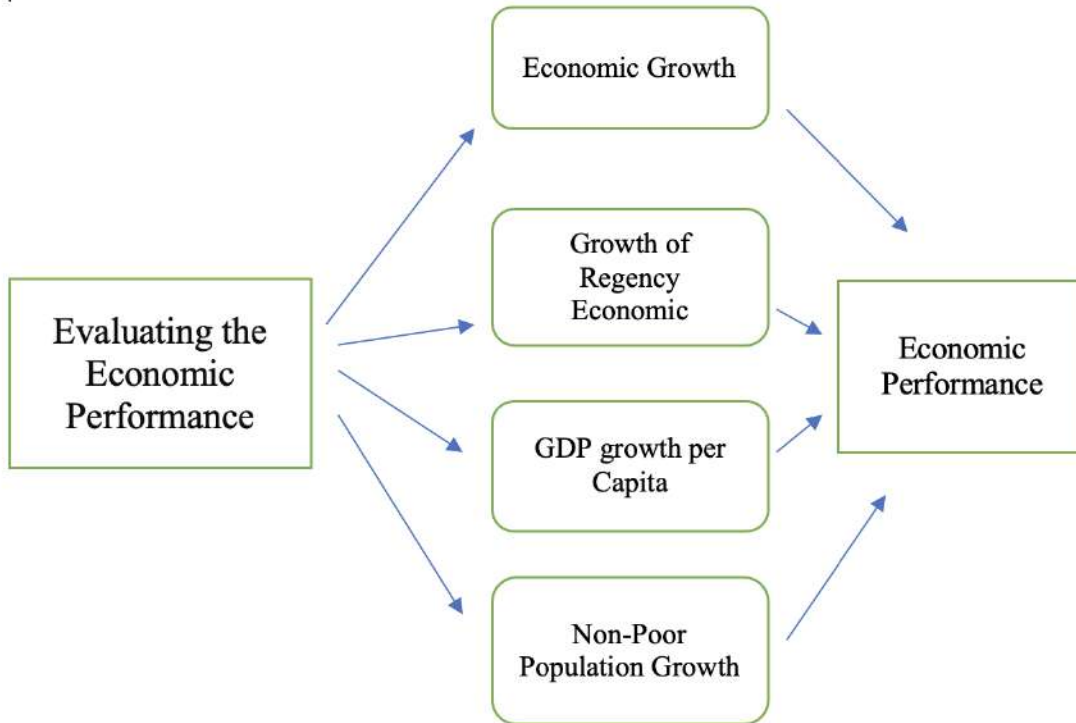 Economic Growth
Growth of
Regency
Economic
Evaluating the
Economic
Performance
Economic
Performance
GDP growth per
Capita
Non-Poor
Population Growth